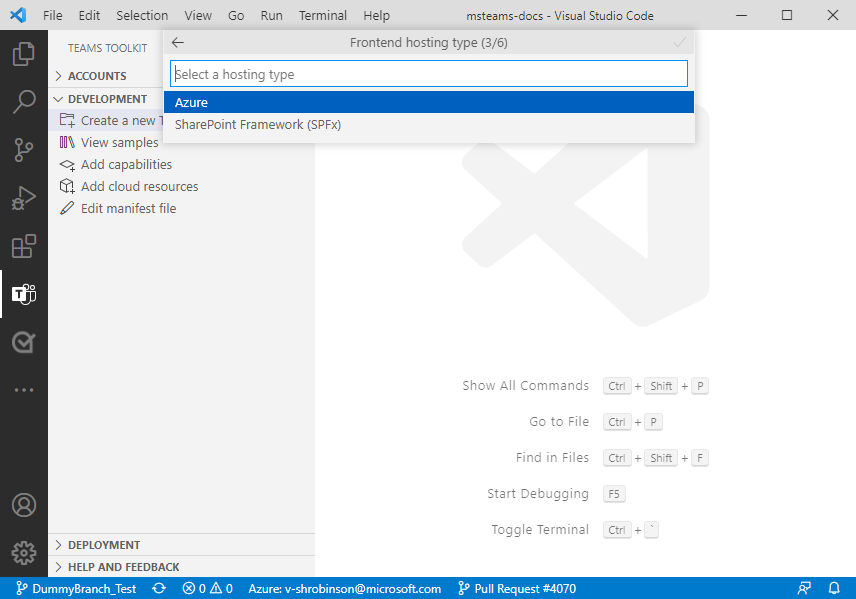 File Edit Selection View Go Run Terminal Help msteams-docs - Visual Studio Code
TEAMS TOOLKIT
Frontend hosting type (3/6)
Select a hosting type
Azure
SharePoint Framework (SPFx)
ACCOUNTS
DEVELOPMENT
Create a new
View samples
Add capabilities
Add cloud resources
Edit manifest file
Show All Commands Ctrl + Shift + P
Go to File Ctrl + P
Find in Files Ctrl + Shift + F
Start Debugging F5
Toggle Terminal Ctrl + `
DEPLOYMENT
HELP AND FEEDBACK
DummyBranch_Test 0 0 Azure: v-shrobinson@microsoft.com Pull Request #4070